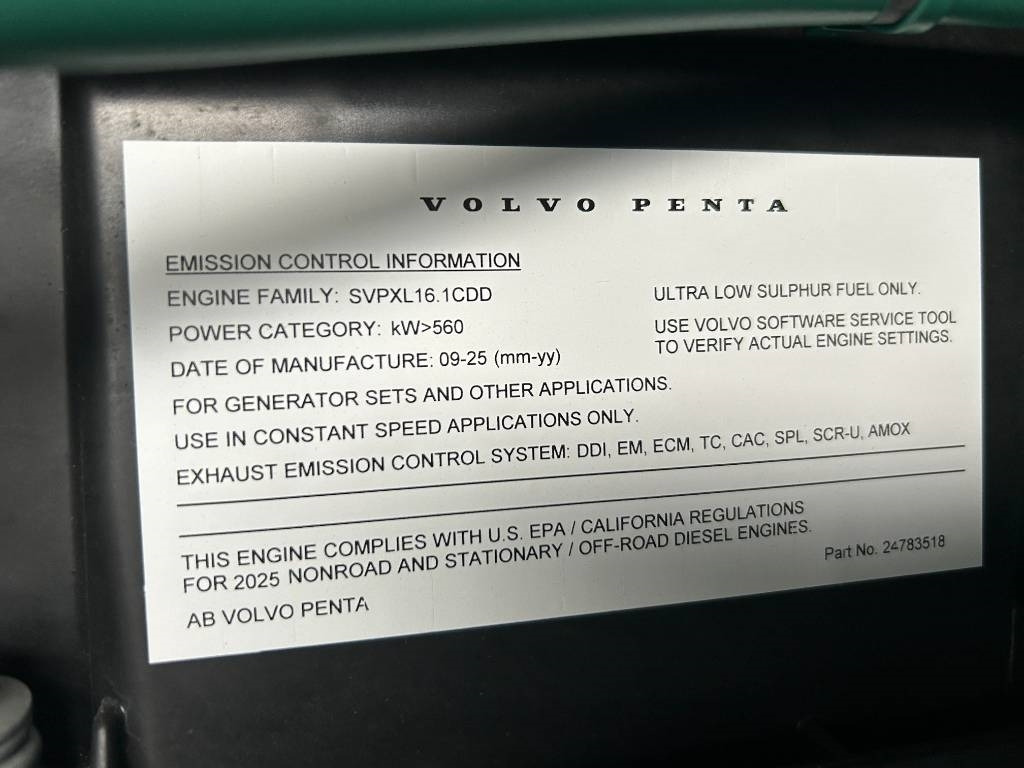 VOLVO PENTA
EMISSION CONTROL INFORMATION
ENGINE FAMILY: SVPXL16.1CDD
POWER CATEGORY: kW>560
DATE OF MANUFACTURE: 09-25 (mm-yy)
ULTRA LOW SULPHUR FUEL ONLY.
USE VOLVO SOFTWARE SERVICE TOOL
TO VERIFY ACTUAL ENGINE SETTINGS.
FOR GENERATOR SETS AND OTHER APPLICATIONS.
USE IN CONSTANT SPEED APPLICATIONS ONLY.
EXHAUST EMISSION CONTROL SYSTEM: DDI, EM, ECM, TC, CAC, SPL, SCR-U, AMOX
THIS ENGINE COMPLIES WITH U.S. EPA / CALIFORNIA REGULATIONS
FOR 2025 NONROAD AND STATIONARY / OFF-ROAD DIESEL ENGINES.
AB VOLVO PENTA
Part No. 24783518